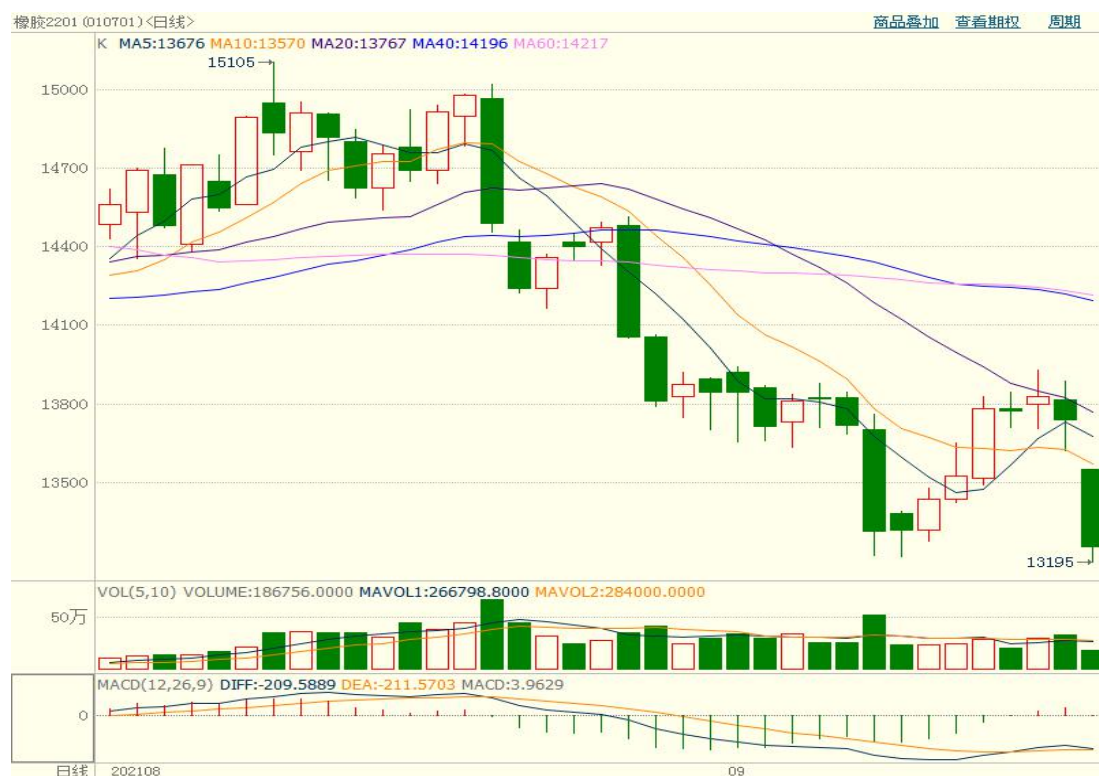 橡胶2201 (010701)<日线> 商品叠加 查看期权 周期
K MA5:13676 MA10:13570 MA20:13767 MA40:14196 MA60:14217
15105→
15000
14700
14400
14100
13800
13500
13195→
VOL(5,10) VOLUME:186756.0000 MAVOL1:266798.8000 MAVOL2:284000.0000
50万
MACD(12,26,9) DIFF:-209.5889 DEA:-211.5703 MACD:3.9629
0
日线 202108 09